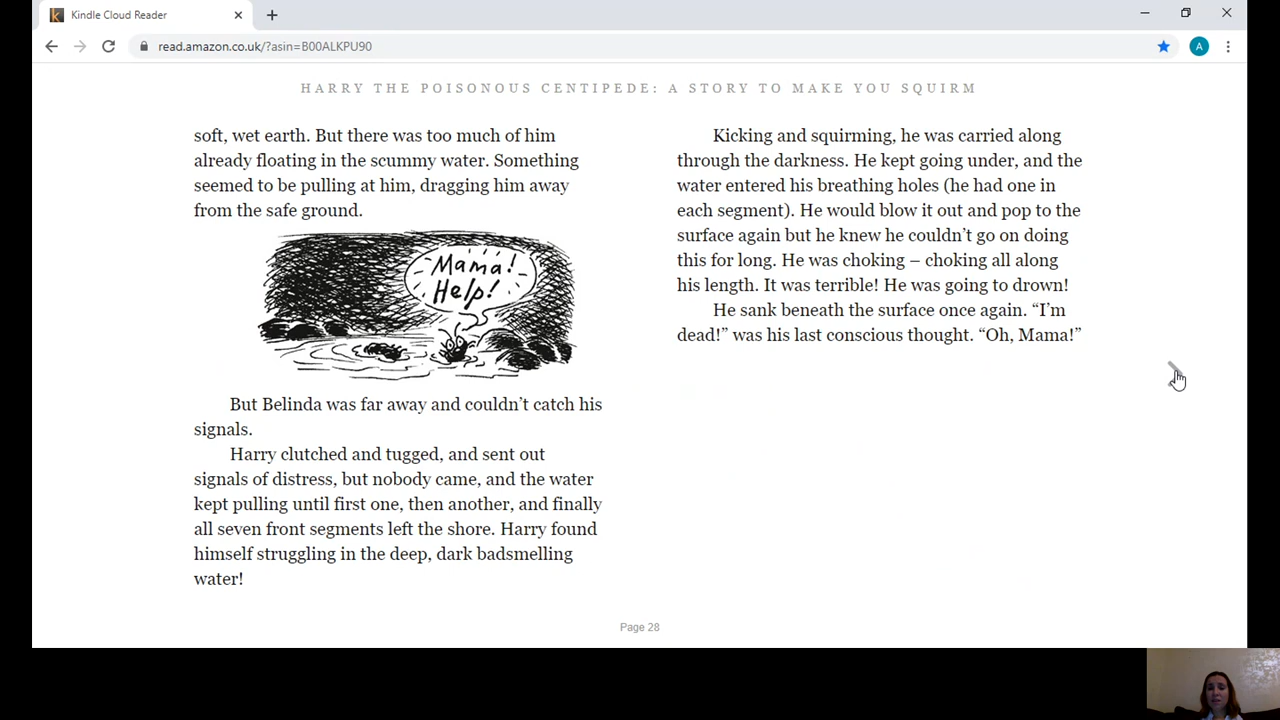 Kindle Cloud Reader
read.amazon.co.uk/?asin=B00ALKPU90
A
HARRY THE POISONOUS CENTIPEDE: A STORY TO MAKE YOU SQUIRM
soft, wet earth. But there was too much of him
already floating in the scummy water. Something
seemed to be pulling at him, dragging him away
from the safe ground.
Mama!
Help!
But Belinda was far away and couldn’t catch his
signals.
Harry clutched and tugged, and sent out
signals of distress, but nobody came, and the water
kept pulling until first one, then another, and finally
all seven front segments left the shore. Harry found
himself struggling in the deep, dark badsmelling
water!
Kicking and squirming, he was carried along
through the darkness. He kept going under, and the
water entered his breathing holes (he had one in
each segment). He would blow it out and pop to the
surface again but he knew he couldn’t go on doing
this for long. He was choking – choking all along
his length. It was terrible! He was going to drown!
He sank beneath the surface once again. “I’m
dead!” was his last conscious thought. “Oh, Mama!”
Page 28